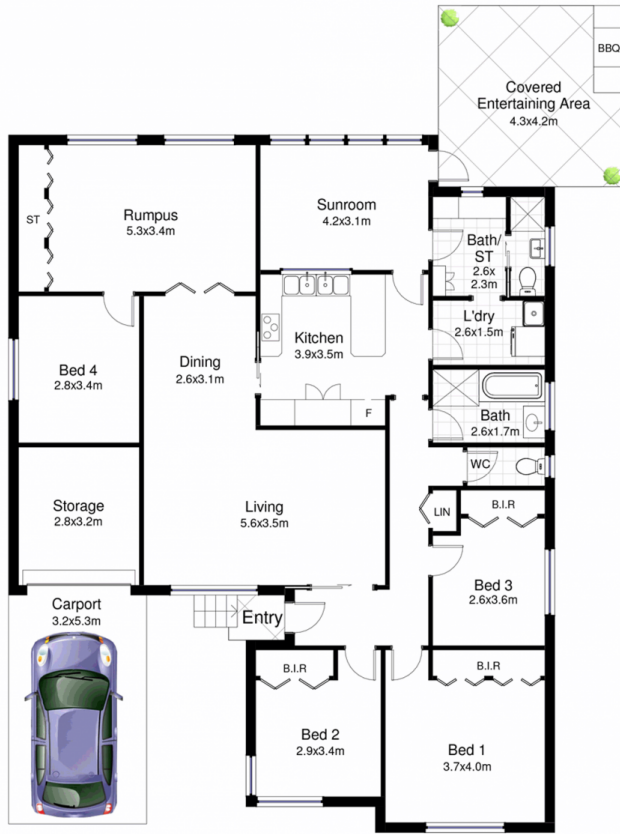 BBQ
Covered
Entertaining Area
4.3x4.2m
ST
Rumpus
5.3x3.4m
Sunroom
4.2x3.1m
Bath/
ST
2.6x
2.3m
L'dry
2.6x1.5m
Kitchen
3.9x3.5m
F
Dining
2.6x3.1m
Bed 4
2.8x3.4m
Bath
2.6x1.7m
WC
Storage
2.8x3.2m
Living
5.6x3.5m
LIN
B.I.R
Bed 3
2.6x3.6m
Carport
3.2x5.3m
Entry
B.I.R
Bed 2
2.9x3.4m
B.I.R
Bed 1
3.7x4.0m